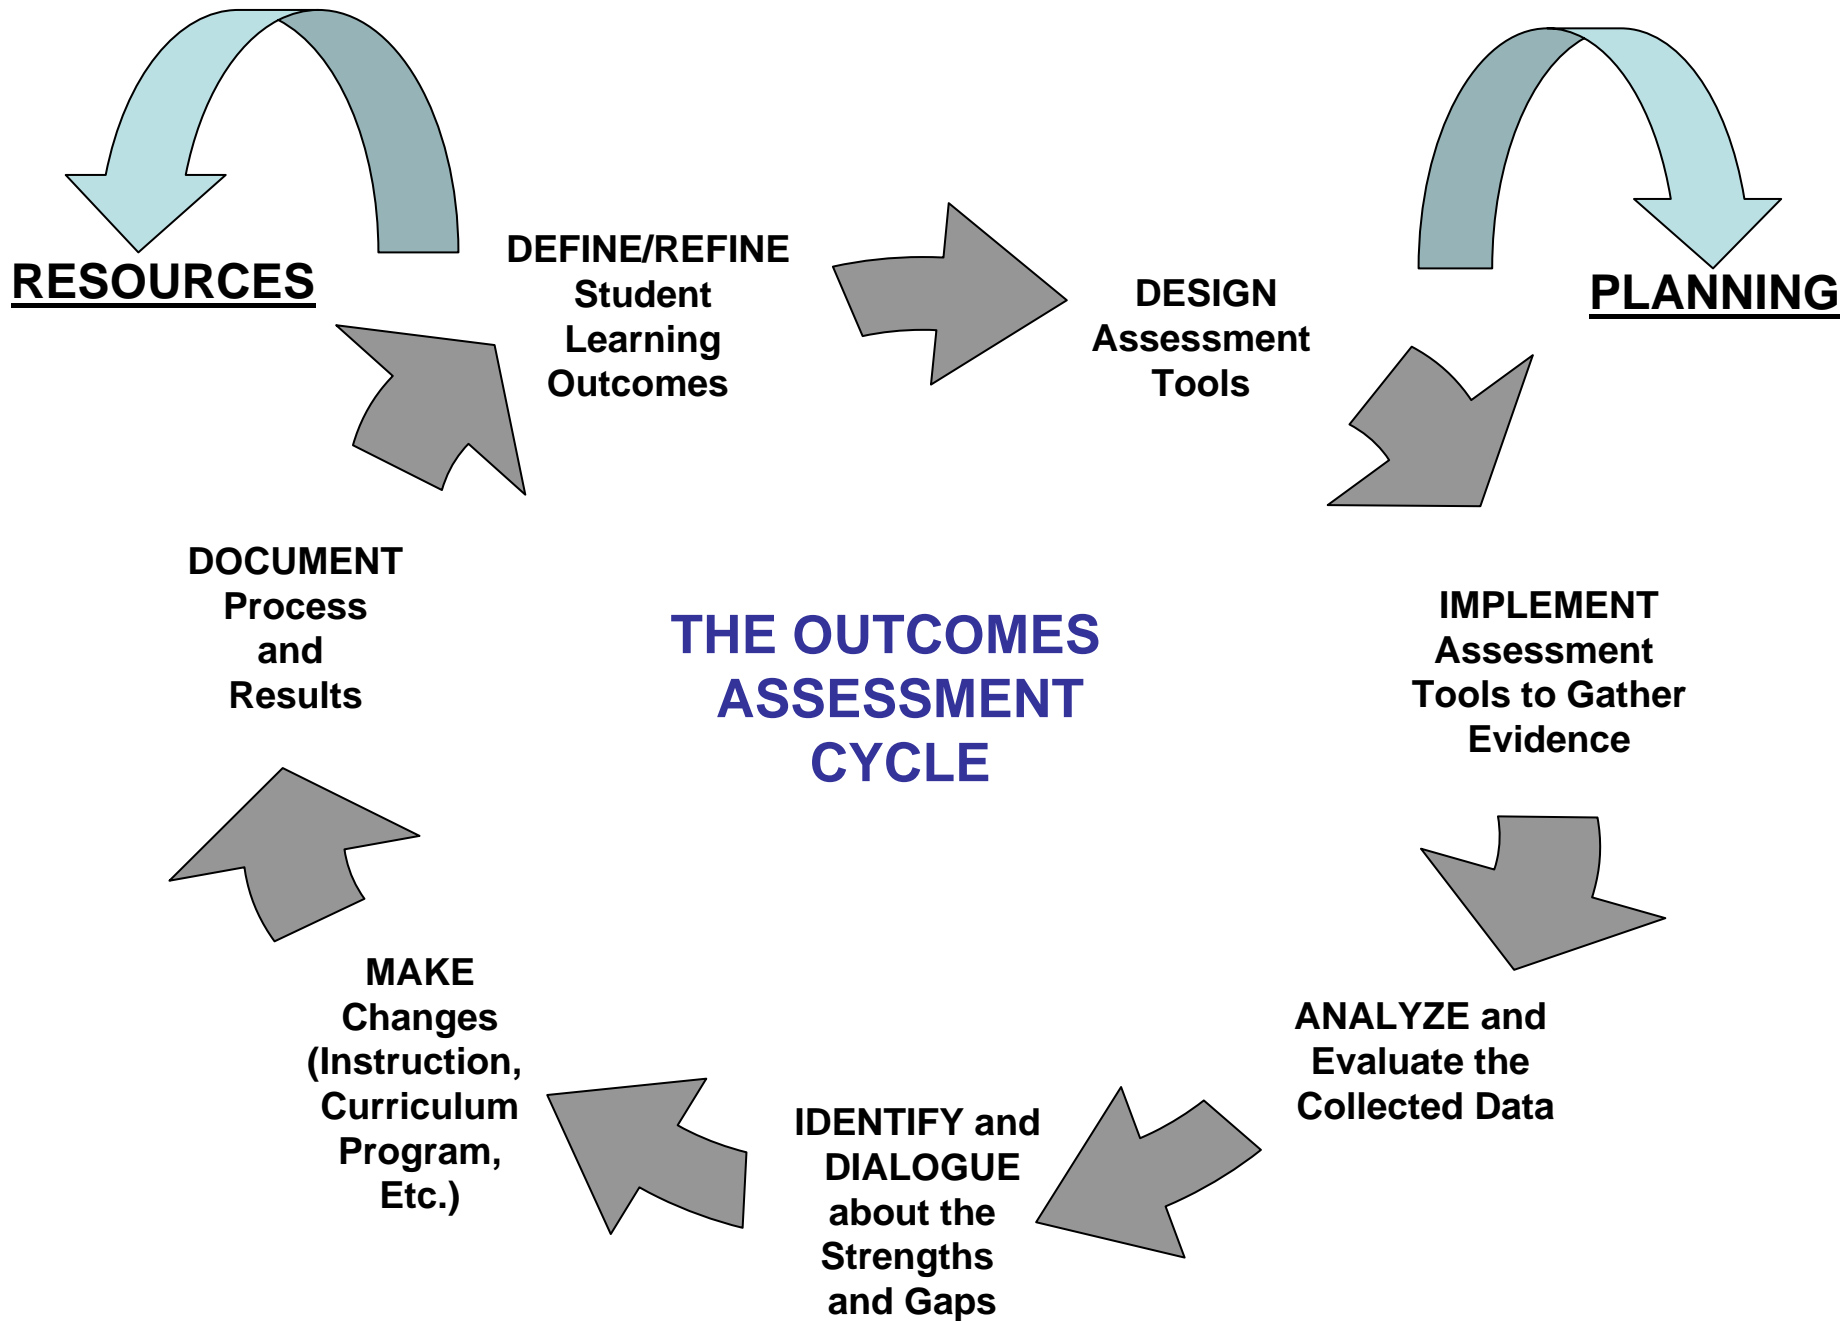 RESOURCES
DEFINE/REFINE
Student
Learning
Outcomes
DESIGN
Assessment
Tools
PLANNING
IMPLEMENT
Assessment
Tools to Gather
Evidence
ANALYZE and
Evaluate the
Collected Data
IDENTIFY and
DIALOGUE
about the
Strengths
and Gaps
MAKE
Changes
(Instruction,
Curriculum
Program,
Etc.)
DOCUMENT
Process
and
Results
THE OUTCOMES
ASSESSMENT
CYCLE